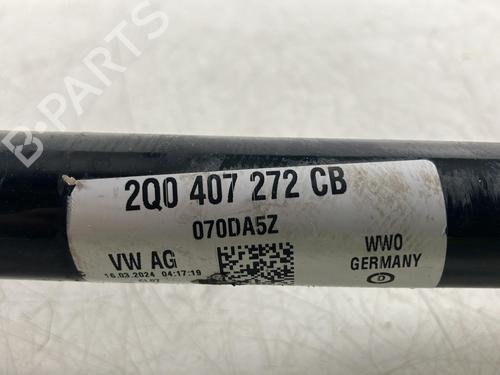 B-PARTS
2Q0 407 272 CB
070DA5Z
VW AG
WWO
16.03.2024 04:17:19
GERMANY
D